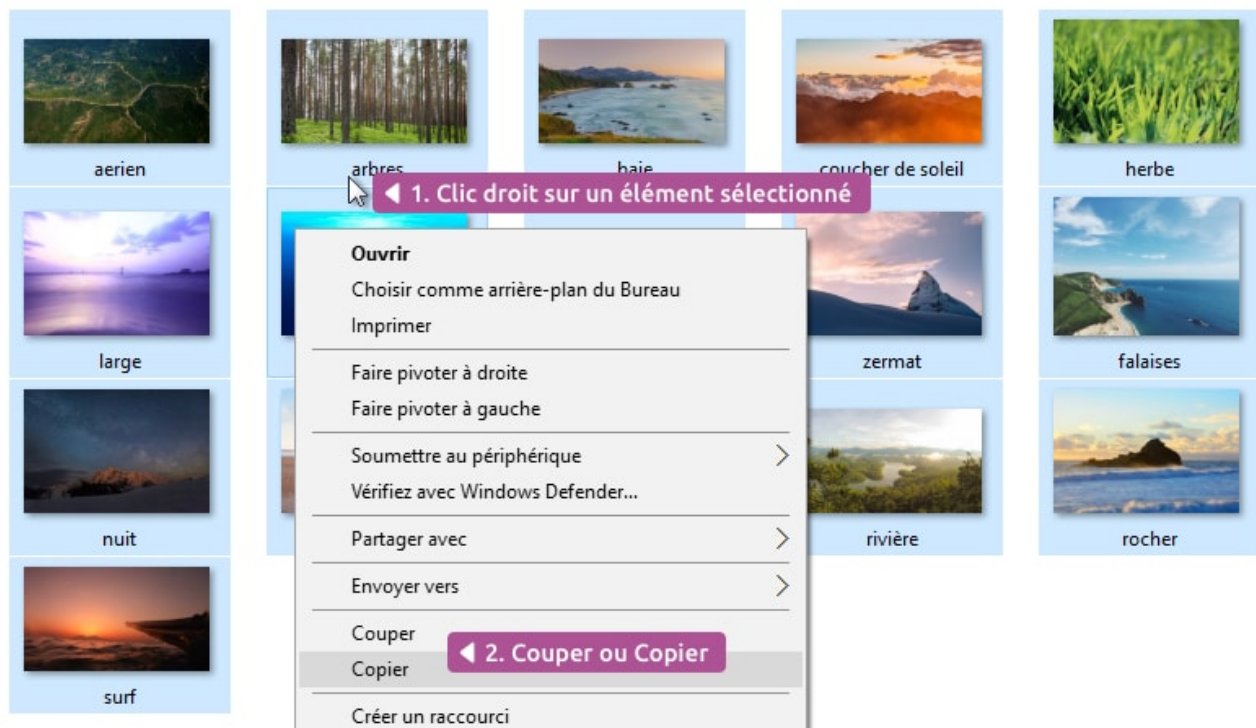 aerien
arbres
baie
coucher de soleil
herbe
1. Clic droit sur un élément sélectionné
large
zermat
falaises
nuit
rivière
rocher
surf
Ouvrir
Choisir comme arrière-plan du Bureau
Imprimer
Faire pivoter à droite
Faire pivoter à gauche
Soumettre au périphérique
Vérifiez avec Windows Defender...
Partager avec
Envoyer vers
Couper
2. Couper ou Copier
Copier
Créer un raccourci